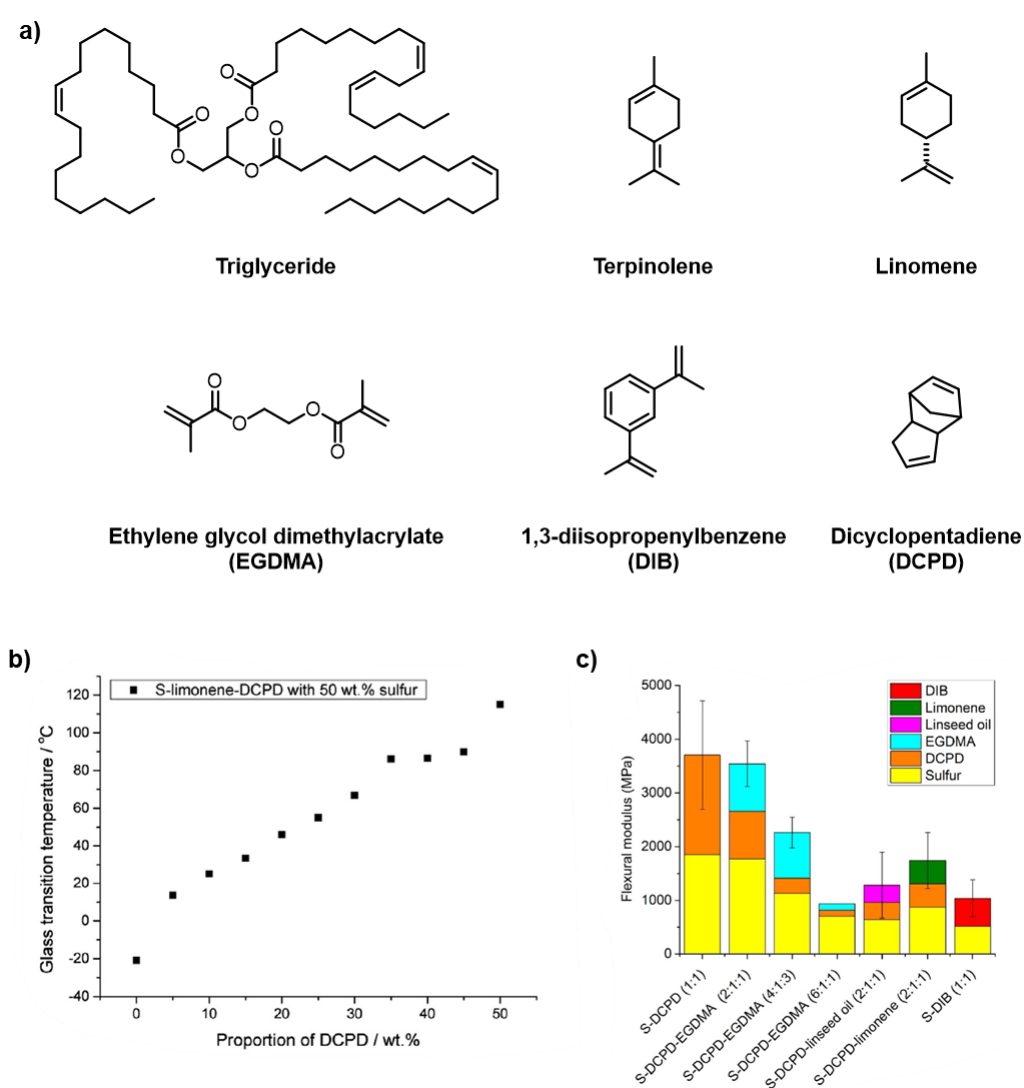 a)
O
O
O
O
O
O
Triglyceride
Terpinolene
Linomene
O
O
O
O
Ethylene glycol dimethylacrylate
(EGDMA)
1,3-diisopropenylbenzene
(DIB)
Dicyclopentadiene
(DCPD)
b)
S-limonene-DCPD with 50 wt.% sulfur
Glass transition temperature / °C
120
100
80
60
40
20
0
-20
-40
0
10
20
30
40
50
Proportion of DCPD / wt.%
c)
Flexural modulus (MPa)
5000
4000
3000
2000
1000
0
DIB
Limonene
Linseed oil
EGDMA
DCPD
Sulfur
S-DCPD (1:1)
S-DCPD-EGDMA (2:1:1)
S-DCPD-EGDMA (4:1:3)
S-DCPD-EGDMA (6:1:1)
S-DCPD-linseed oil (2:1:1)
S-DCPD-limonene (2:1:1)
S-DIB (1:1)